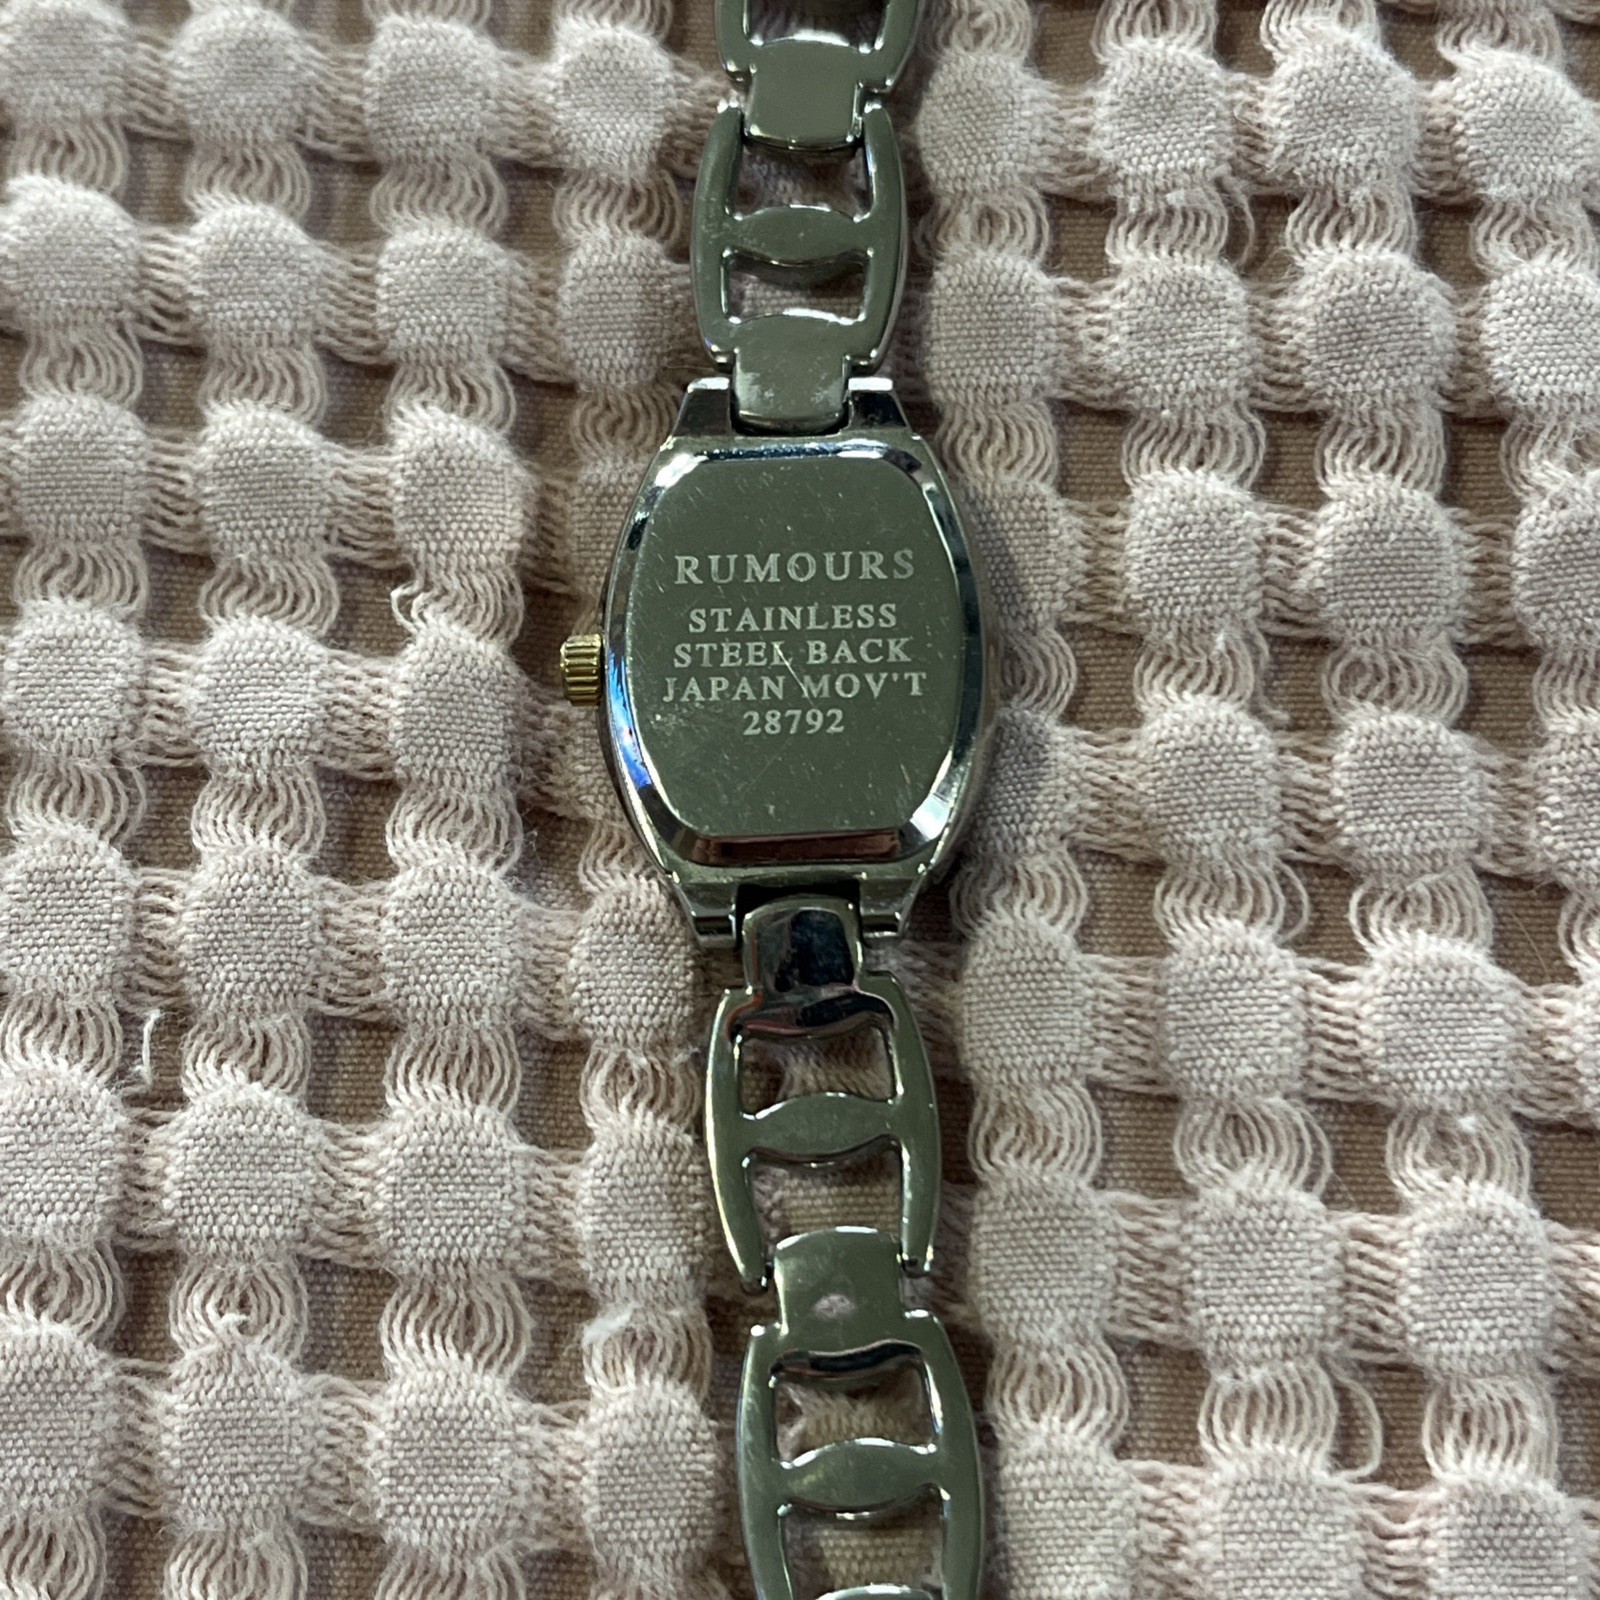 RUMOURS
STAINLESS
STEEL BACK
JAPAN MOV'T
28792